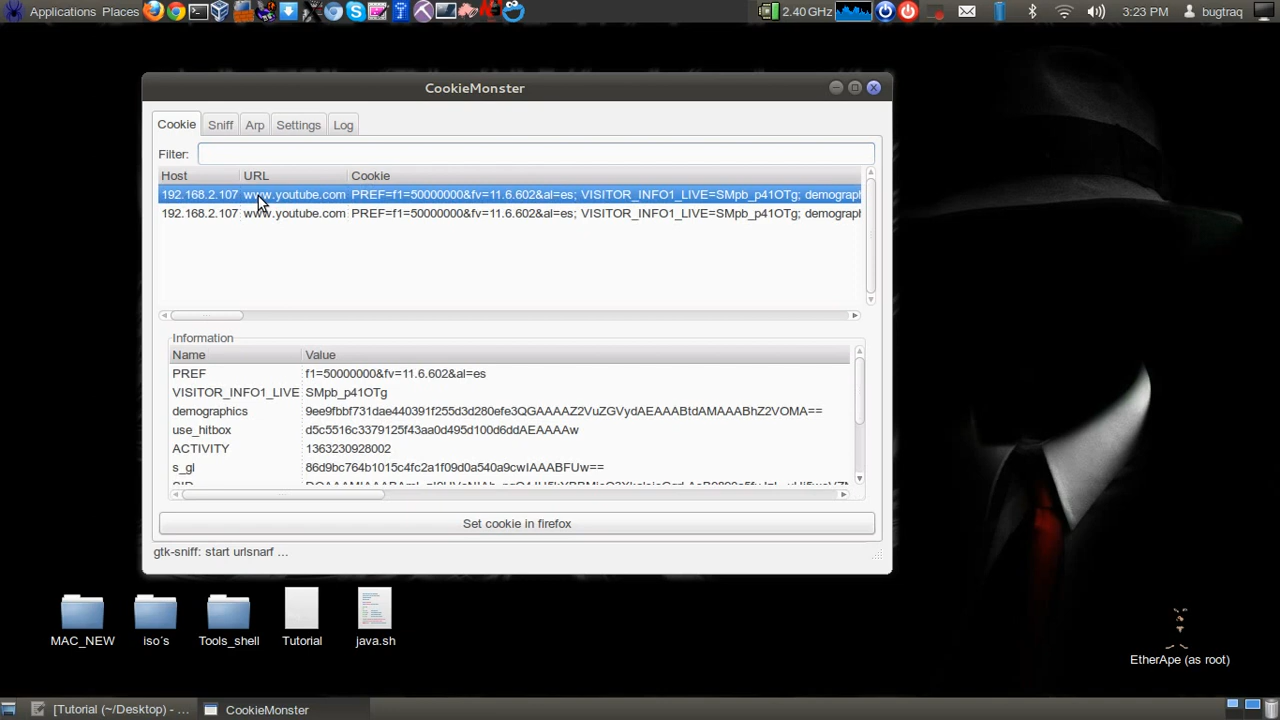 Applications Places
2.40 GHz
3:23 PM
bugtraq
CookieMonster
Cookie Sniff Arp Settings Log
Filter:
Host URL Cookie
192.168.2.107 www.youtube.com PREF=f1=50000000&fv=11.6.602&al=es; VISITOR_INFO1_LIVE=SMpb_p41OTg; demograph
192.168.2.107 www.youtube.com PREF=f1=50000000&fv=11.6.602&al=es; VISITOR_INFO1_LIVE=SMpb_p41OTg; demograph
Information
Name Value
PREF f1=50000000&fv=11.6.602&al=es
VISITOR_INFO1_LIVE SMpb_p41OTg
demographics 9ee9fbbf731dae440391f255d3d280efe3QGAAAAZ2VuZGVydAEAAABtdAMAAABhZ2VOMA==
use_hitbox d5c5516c3379125f43aa0d495d100d6ddAEAAAAw
ACTIVITY 1363230928002
s_gl 86d9bc764b1015c4fc2a1f09d0a540a9cwIAAABFUw==
Set cookie in firefox
gtk-sniff: start urlsnarf ...
MAC_NEW
iso´s
Tools_shell
Tutorial
java.sh
EtherApe (as root)
[Tutorial (~/Desktop) - ...
CookieMonster